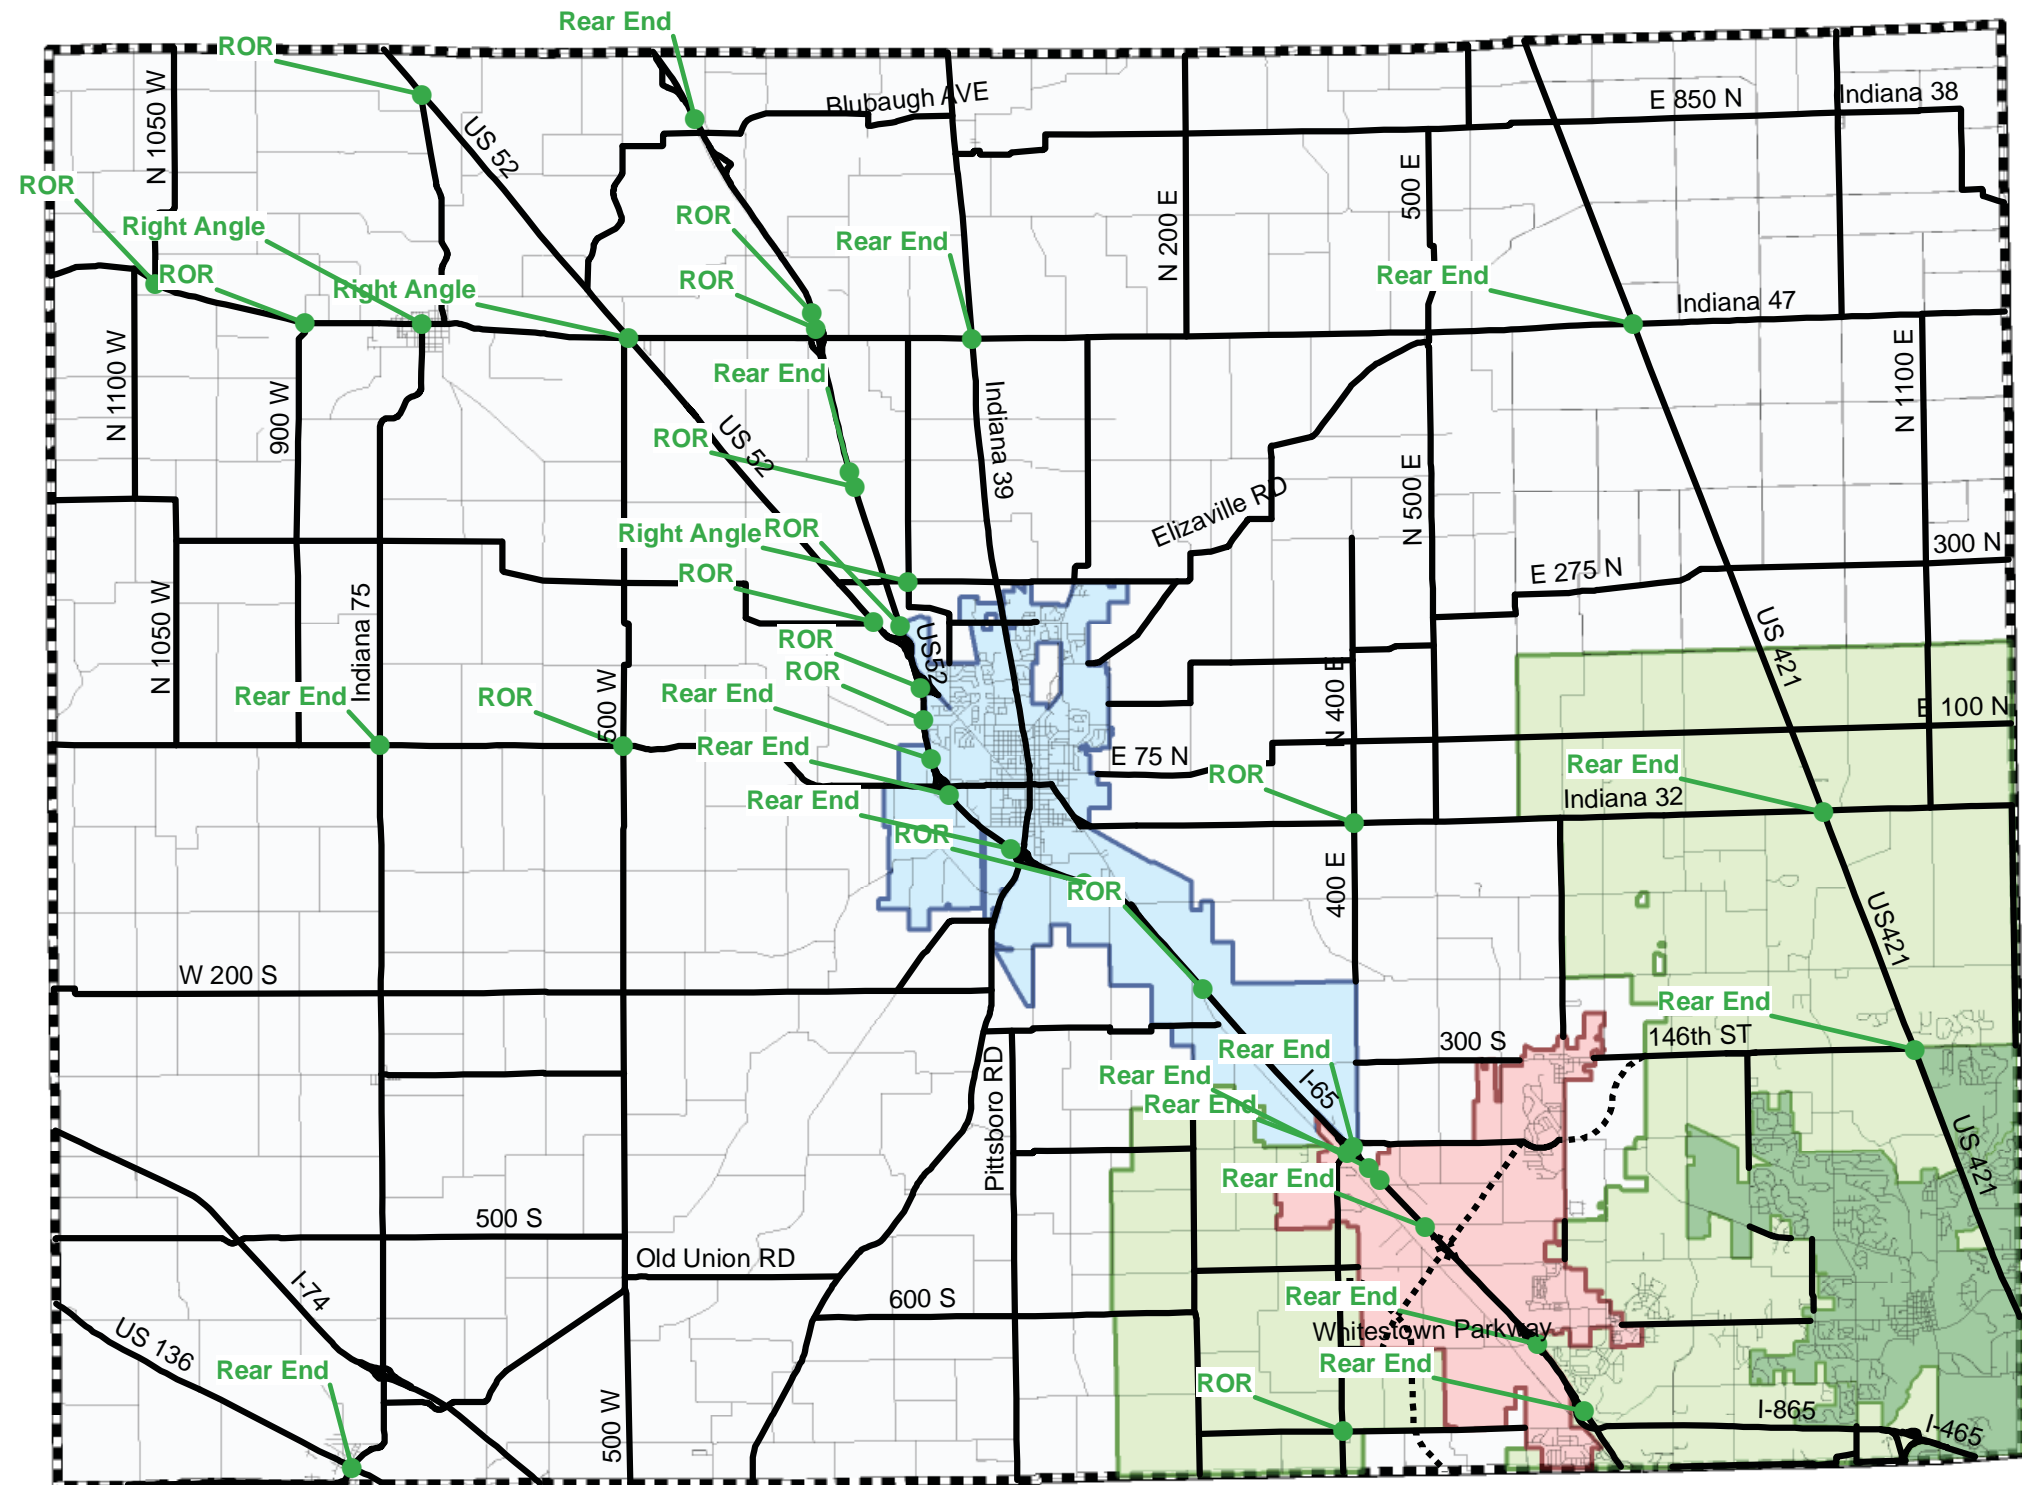 Rear End
ROR
N 1050 W
Blubaugh AVE
E 850 N
Indiana 38
US 52
500 E
ROR
Right Angle
ROR
Rear End
N 200 E
ROR
Right Angle
ROR
Rear End
Indiana 47
N 1100 W
900 W
Rear End
Indiana 39
N 1100 E
ROR
US 52
Elizaville RD
N 500 E
Right Angle
ROR
300 N
ROR
E 275 N
N 1050 W
Indiana 75
ROR
US 52
US 421
ROR
Rear End
ROR
500 W
Rear End
N 400 E
E 100 N
Rear End
E 75 N
ROR
Rear End
Rear End
Indiana 32
ROR
ROR
400 E
US421
W 200 S
Rear End
Rear End
300 S
146th ST
Pittsboro RD
Rear End
I-65
Rear End
US 421
Rear End
500 S
Old Union RD
I-74
600 S
Rear End
US 136
Whitestown Parkway
Rear End
Rear End
ROR
500 W
I-865
I-465